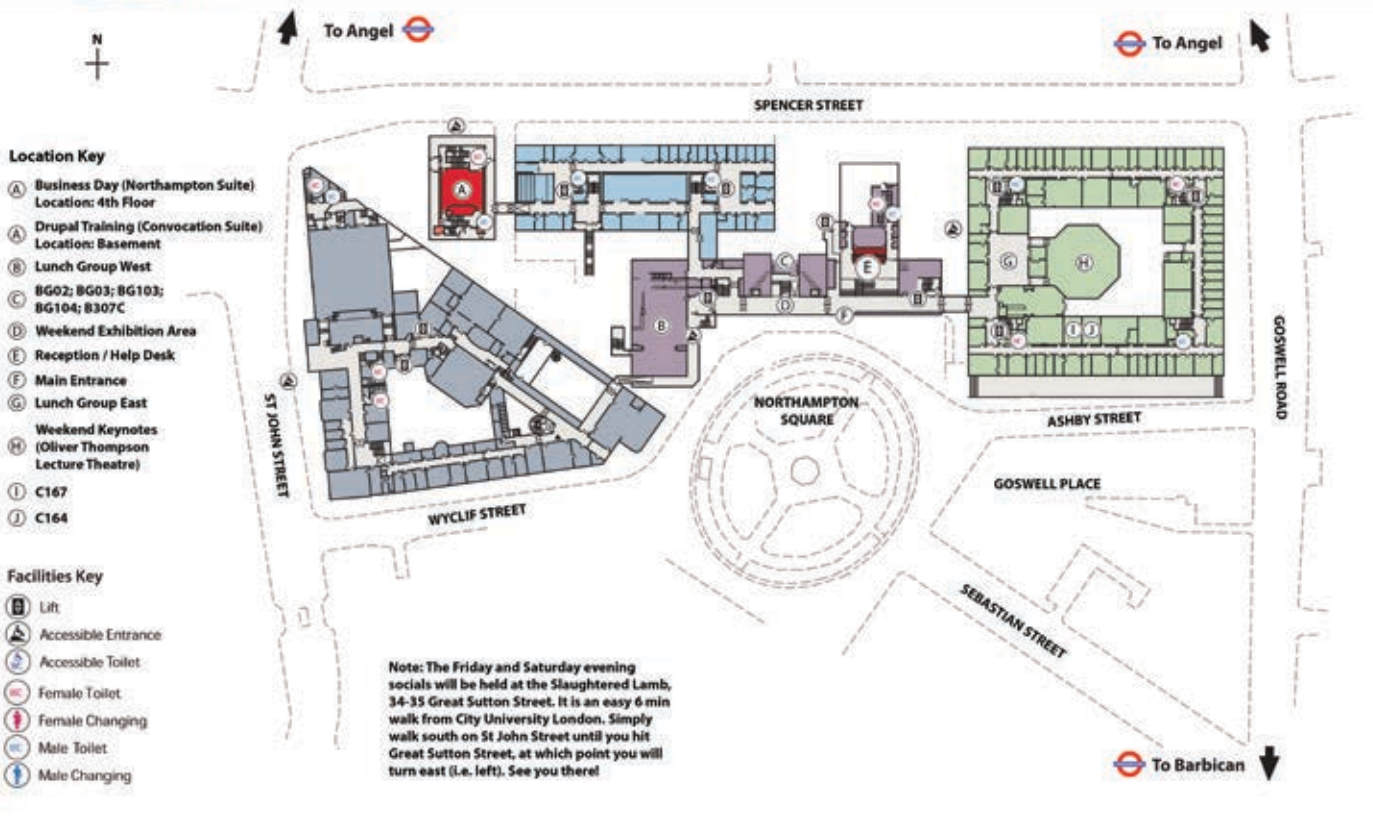 To Angel
To Angel
N
SPENCER STREET
Location Key
A Business Day (Northampton Suite)
Location: 4th Floor
A Drupal Training (Convocation Suite)
Location: Basement
B Lunch Group West
C BG02; BG03; BG103;
BG104; B307C
D Weekend Exhibition Area
E Reception / Help Desk
F Main Entrance
G Lunch Group East
H Weekend Keynotes
(Oliver Thompson
Lecture Theatre)
I C167
J C164
A
B
C
D
E
F
G
H
I J
ST JOHN STREET
WYCLIF STREET
NORTHAMPTON
SQUARE
ASHBY STREET
GOSWELL ROAD
GOSWELL PLACE
SEBASTIAN STREET
Facilities Key
Lift
Accessible Entrance
Accessible Toilet
WC Female Toilet
Female Changing
WC Male Toilet
Male Changing
Note: The Friday and Saturday evening
socials will be held at the Slaughtered Lamb,
34-35 Great Sutton Street. It is an easy 6 min
walk from City University London. Simply
walk south on St John Street until you hit
Great Sutton Street, at which point you will
turn east (i.e. left). See you there!
To Barbican